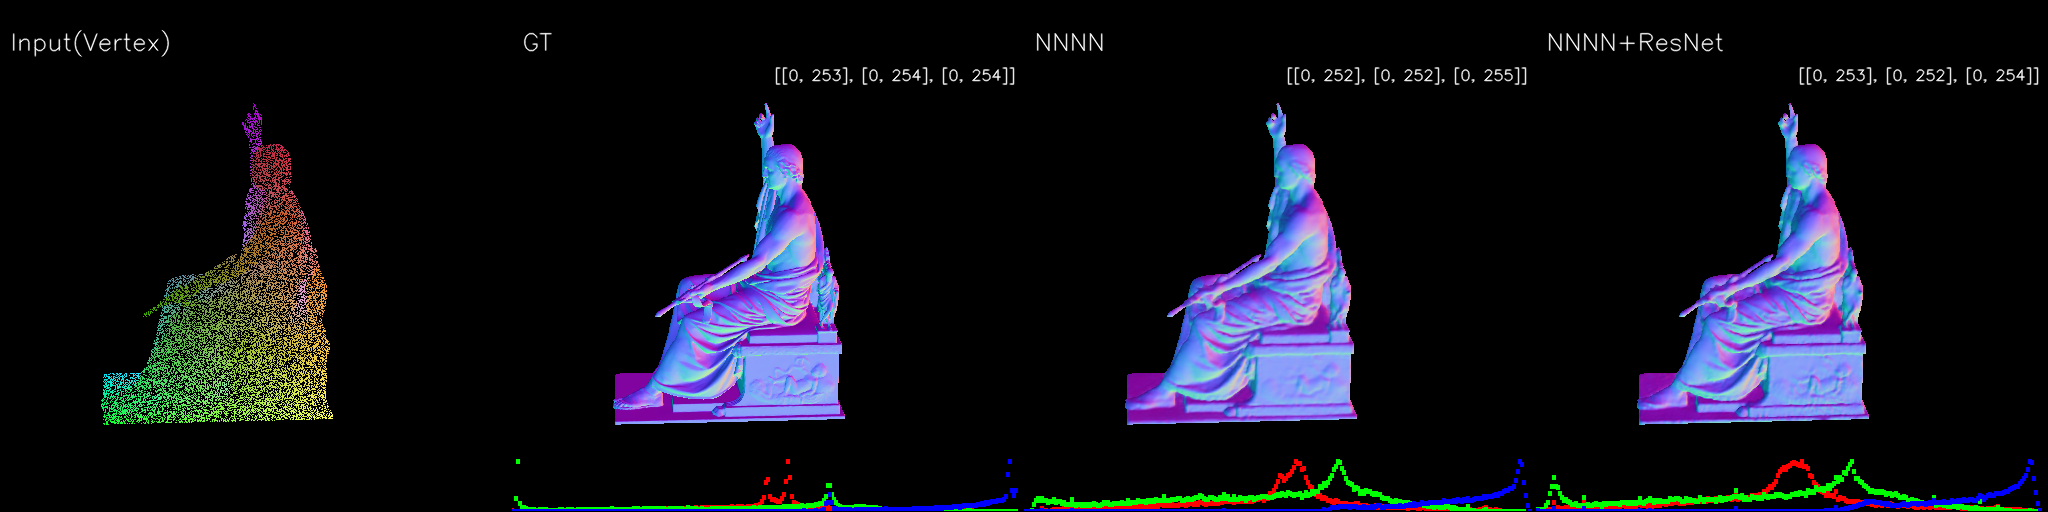 Input(Vertex)
GT
NNNN
NNNN+ResNet
[[0, 253], [0, 254], [0, 254]]
[[0, 252], [0, 252], [0, 255]]
[[0, 253], [0, 252], [0, 254]]